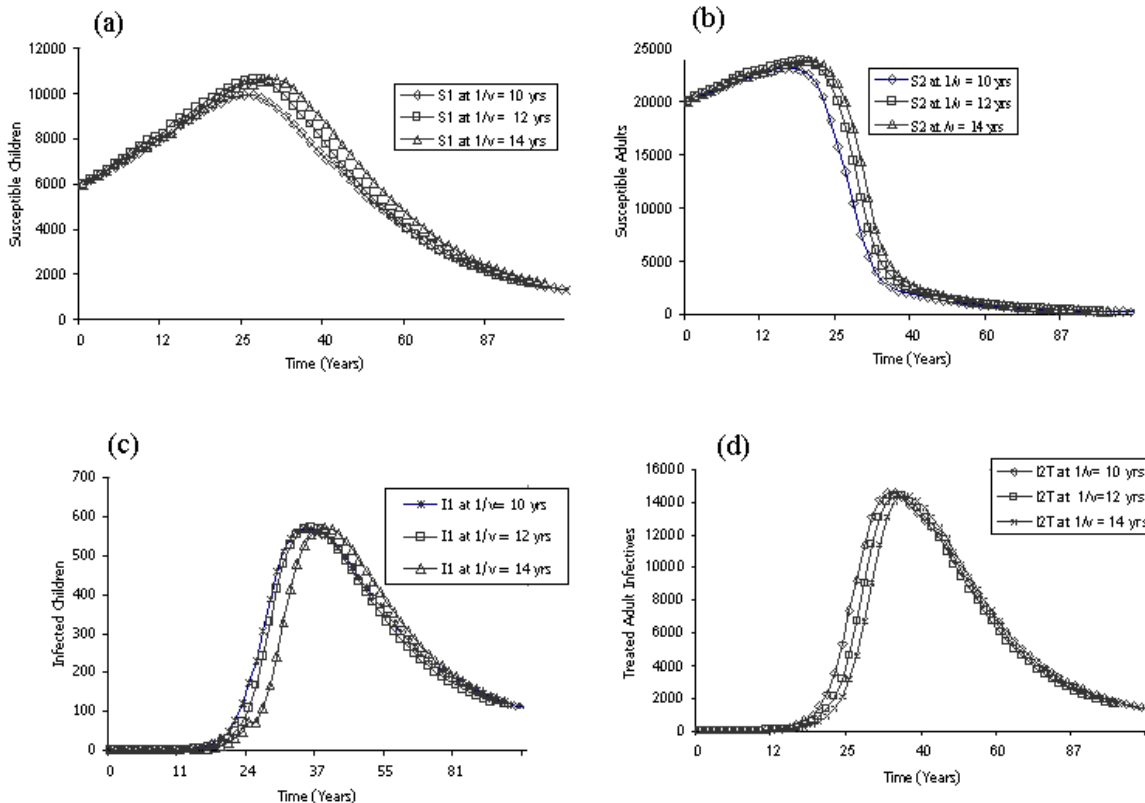 (a)
12000
10000
8000
6000
4000
2000
0
Susceptible Children
S1 at 1/v = 10 yrs
S1 at 1/v = 12 yrs
S1 at 1/v = 14 yrs
0 12 25 40 60 87
Time (Years)
(b)
25000
20000
15000
10000
5000
0
Susceptible Adults
S2 at 1/v = 10 yrs
S2 at 1/v = 12 yrs
S2 at 1/v = 14 yrs
0 12 25 40 60 87
Time (Years)
(c)
700
600
500
400
300
200
100
0
Infected Children
I1 at 1/v= 10 yrs
I1 at 1/v = 12 yrs
I1 at 1/v = 14 yrs
0 11 24 37 55 81
Time (Years)
(d)
16000
14000
12000
10000
8000
6000
4000
2000
0
Treated Adult Infectives
I2T at 1/v= 10 yrs
I2T at 1/v=12 yrs
I2T at 1/v = 14 yrs
0 12 25 40 60 87
Time (Years)